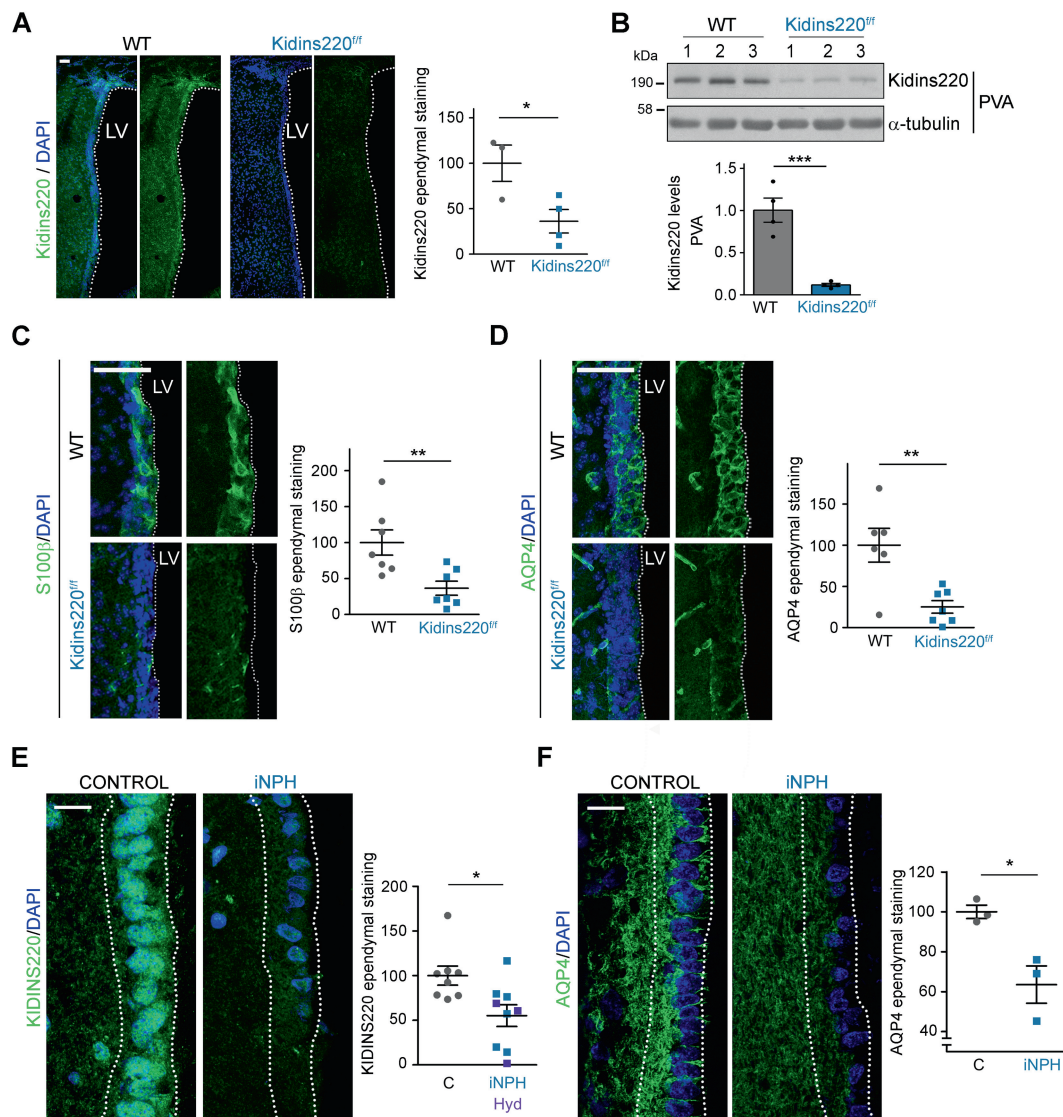 A
WT
Kidins220f/f
Kidins220 / DAPI
LV
LV
Kidins220 ependymal staining
150
100
50
0
*
WT
Kidins220f/f
B
WT
Kidins220f/f
kDa
1 2 3 1 2 3
190
58
Kidins220
α-tubulin
PVA
Kidins220 levels
PVA
1.5
1.0
0.5
0.0
***
WT
Kidins220f/f
C
S100β/DAPI
WT
Kidins220f/f
LV
LV
S100β ependymal staining
200
150
100
50
0
**
WT
Kidins220f/f
D
AQP4/DAPI
WT
Kidins220f/f
LV
LV
AQP4 ependymal staining
150
100
50
0
**
WT
Kidins220f/f
E
CONTROL
iNPH
KIDINS220/DAPI
KIDINS220 ependymal staining
200
150
100
50
0
*
C
iNPH
Hyd
F
CONTROL
iNPH
AQP4/DAPI
AQP4 ependymal staining
120
100
80
60
40
*
C
iNPH